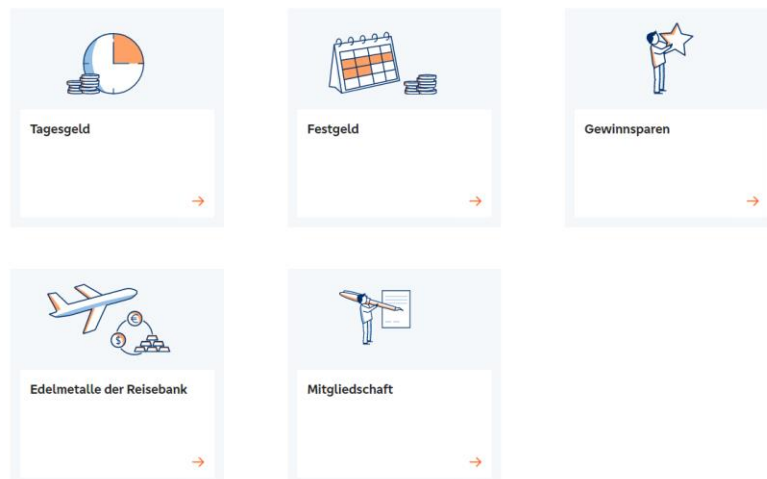 Tagesgeld
Festgeld
Gewinnsparen
€
$
Edelmetalle der Reisebank
Mitgliedschaft